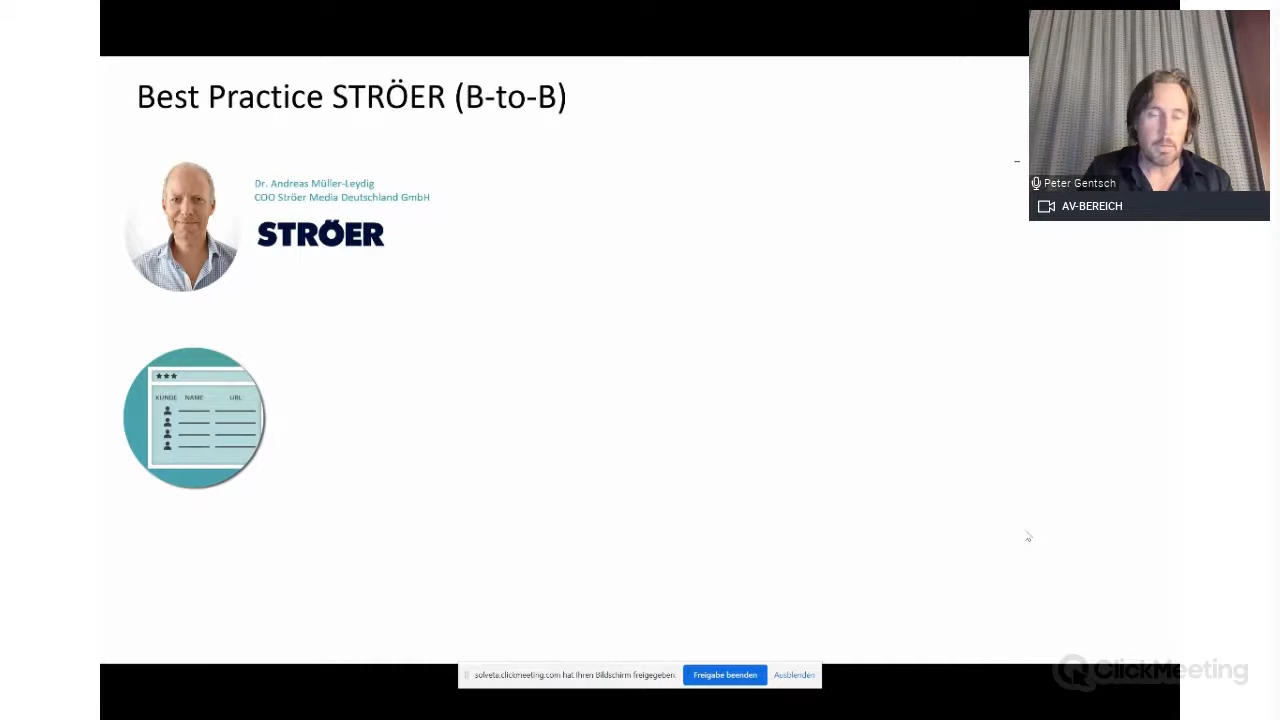 Best Practice STRÖER (B-to-B)
Dr. Andreas Müller-Leydig
COO Ströer Media Deutschland GmbH
STRÖER
KUNDE NAME URL
Peter Gentsch
AV-BEREICH
solveta.clickmeeting.com hat Ihren Bildschirm freigegeben. Freigabe beenden Ausblenden
ClickMeeting